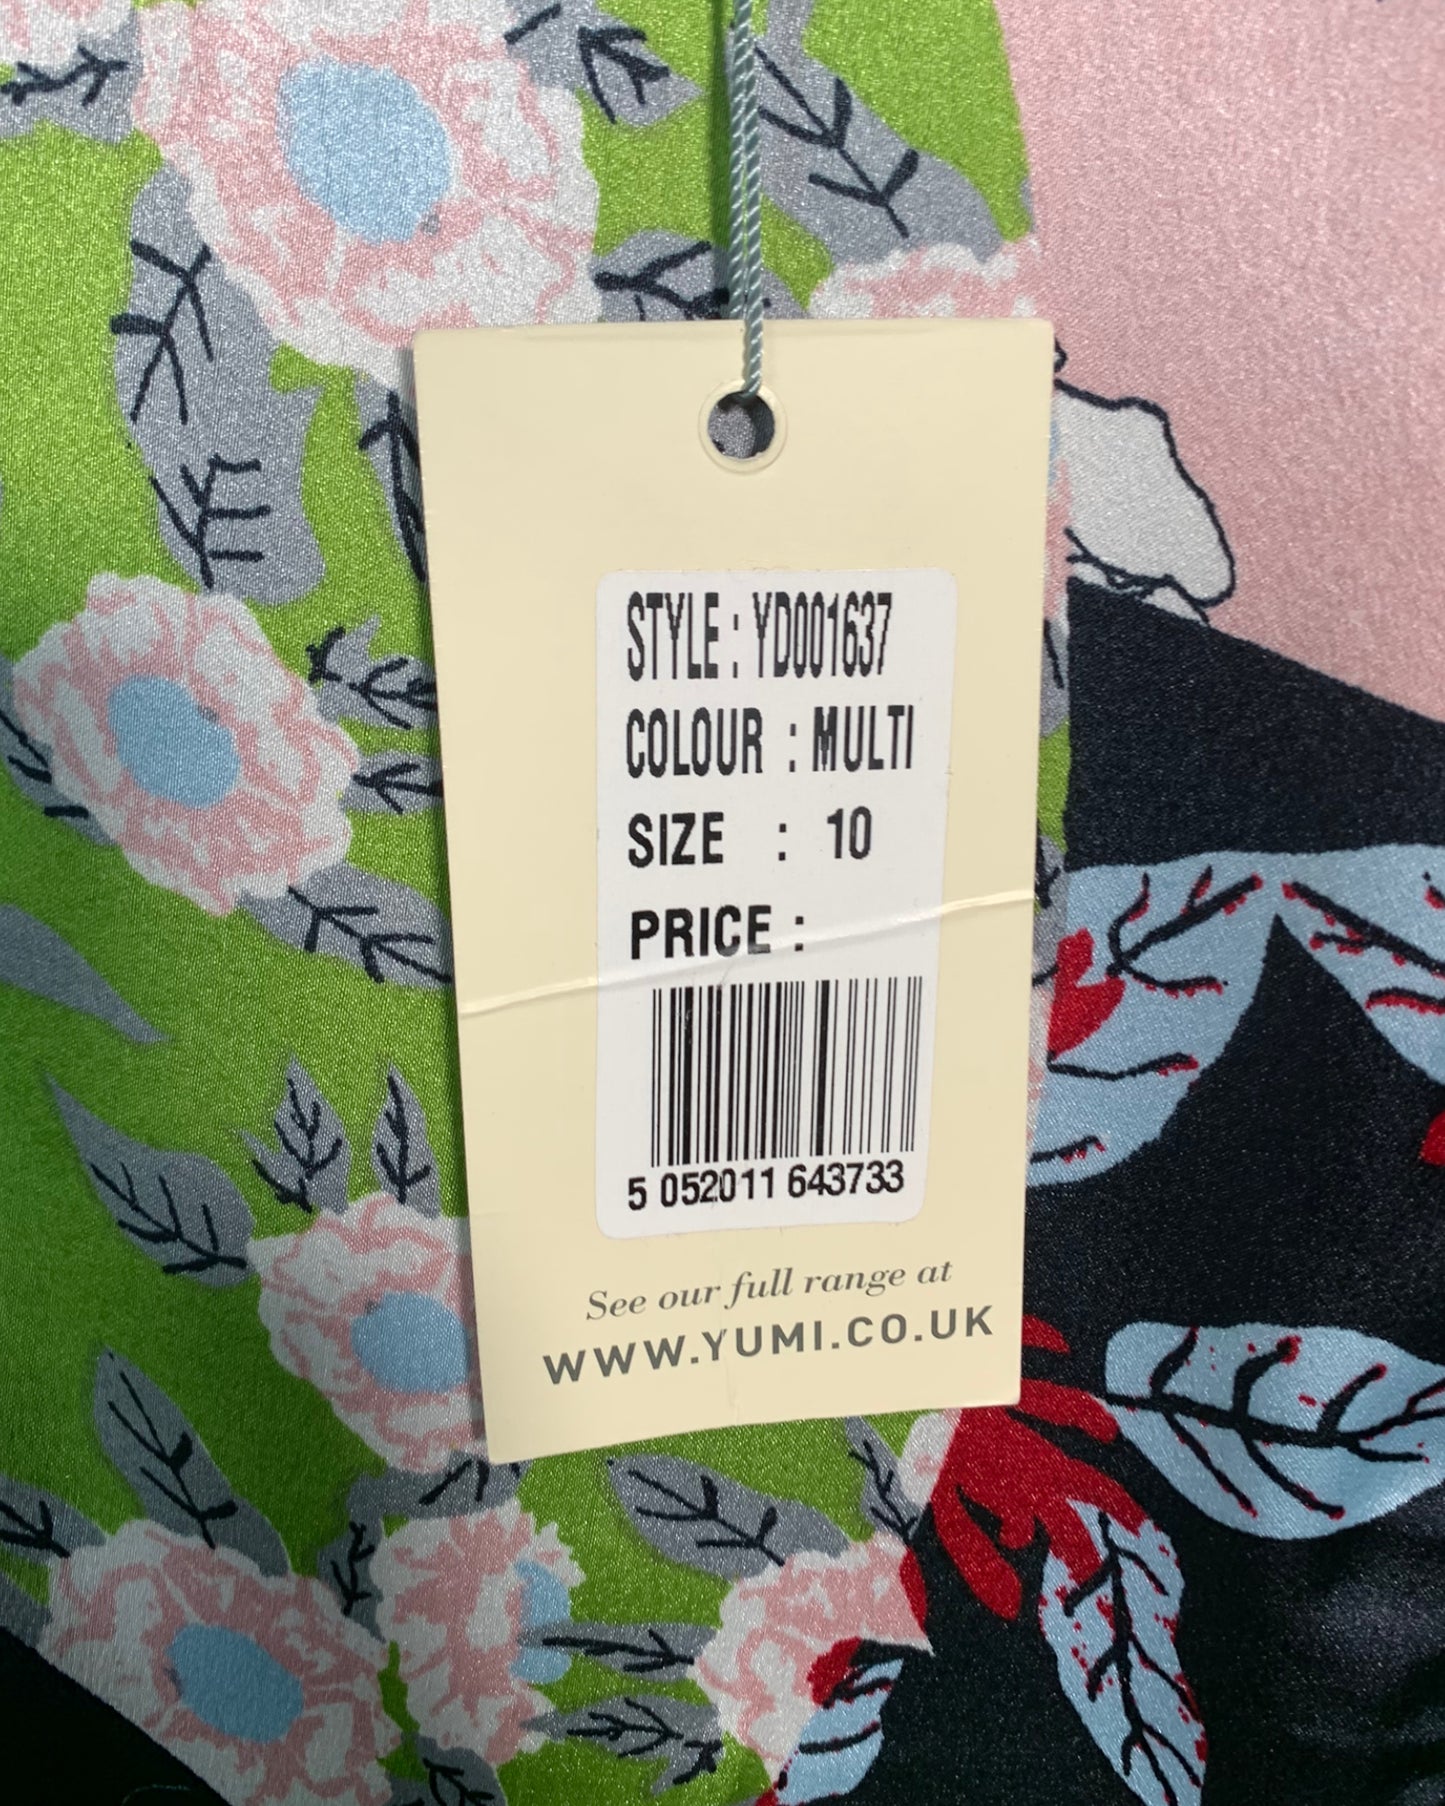 STYLE : YD001637
COLOUR : MULTI
SIZE : 10
PRICE :
5 052011 643733
See our full range at
WWW.YUMI.CO.UK